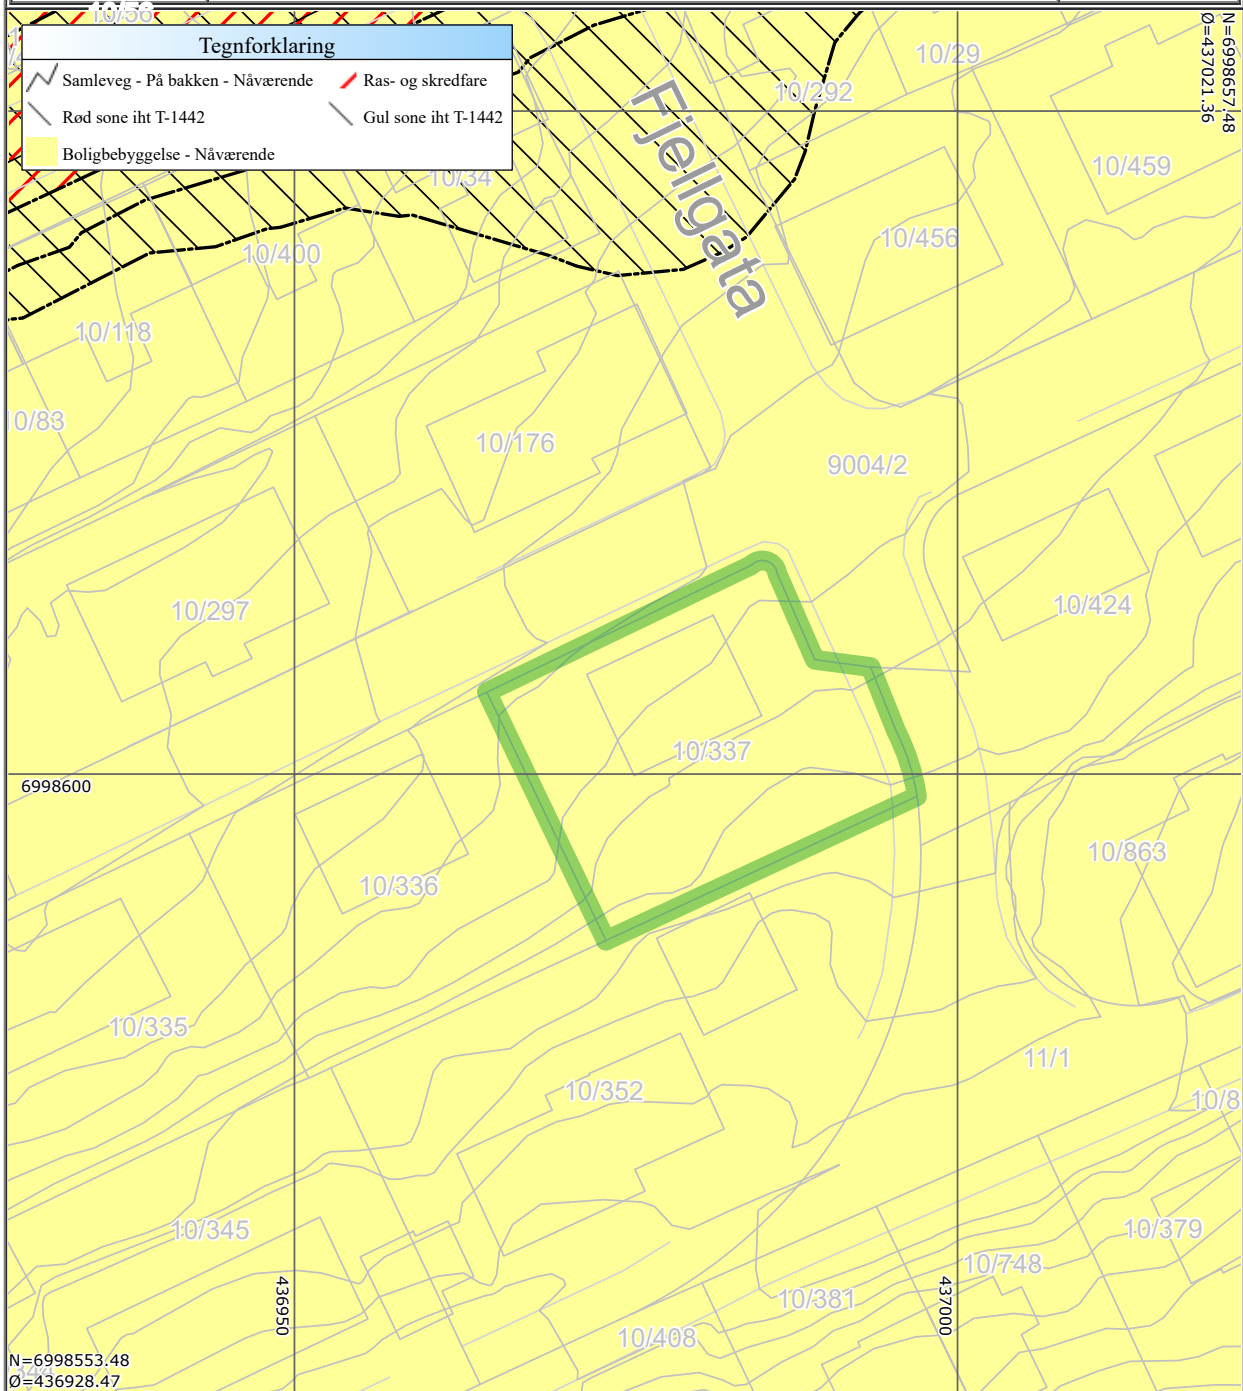 10/56
Tegnforklaring
Samleveg - På bakken - Nåværende
Ras- og skredfare
Rød sone iht T-1442
Gul sone iht T-1442
Boligbebyggelse - Nåværende
N=6998657.48
Ø=437021.36
10/29
10/292
Fjellgata
10/459
10/34
10/456
10/400
10/118
10/83
10/176
9004/2
10/297
10/424
10/337
6998600
10/863
10/336
10/335
11/1
10/352
10/8
10/345
10/379
10/748
436950
437000
10/381
10/408
N=6998553.48
Ø=436928.47